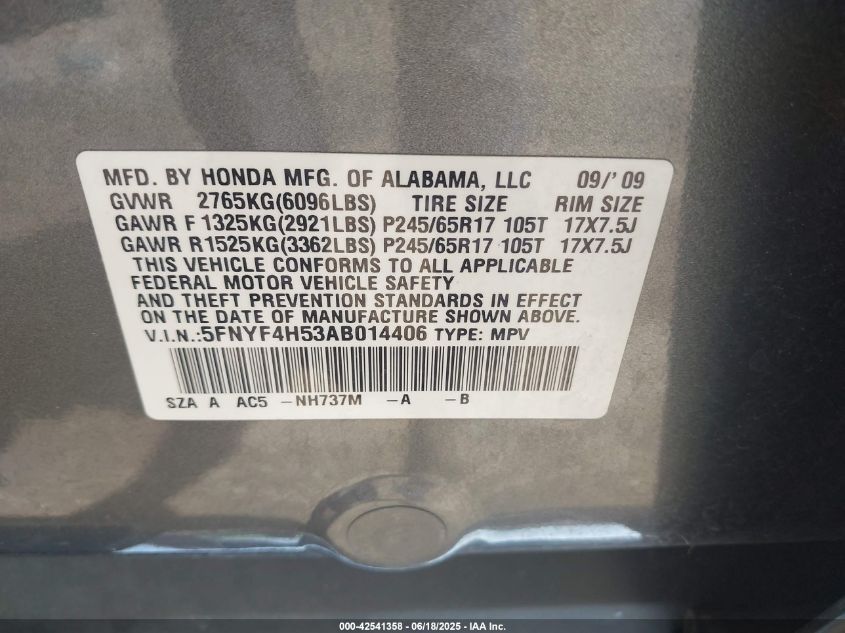 MFD. BY HONDA MFG. OF ALABAMA, LLC 09/'09
GVWR 2765KG(6096LBS) TIRE SIZE RIM SIZE
GAWR F 1325KG(2921LBS) P245/65R17 105T 17X7.5J
GAWR R1525KG(3362LBS) P245/65R17 105T 17X7.5J
THIS VEHICLE CONFORMS TO ALL APPLICABLE
FEDERAL MOTOR VEHICLE SAFETY
AND THEFT PREVENTION STANDARDS IN EFFECT
ON THE DATE OF MANUFACTURE SHOWN ABOVE.
V.I.N.:5FNYF4H53AB014406 TYPE: MPV
SZA A AC5 -NH737M -A -B
000-42541358 - 06/18/2025 - IAA Inc.